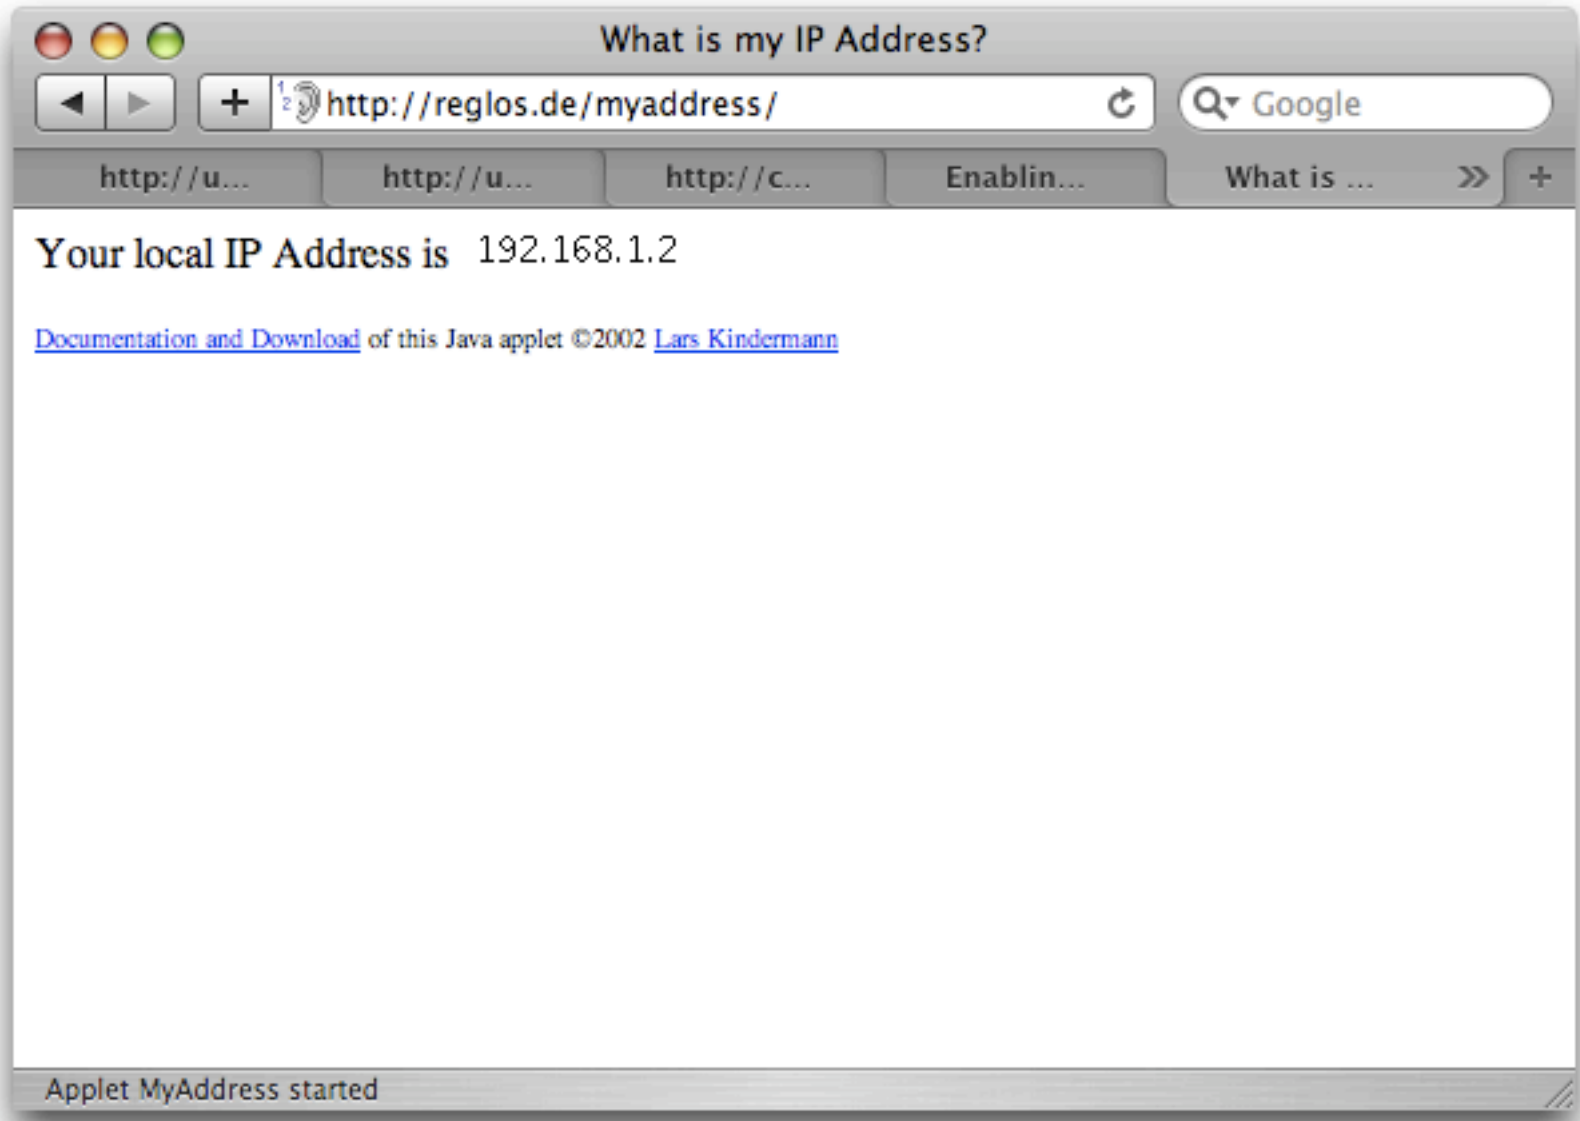 What is my IP Address?
+ 12 http://reglos.de/myaddress/ Google
http://u... http://u... http://c... Enablin... What is ... » +
Your local IP Address is 192.168.1.2
Documentation and Download of this Java applet ©2002 Lars Kindermann
Applet MyAddress started